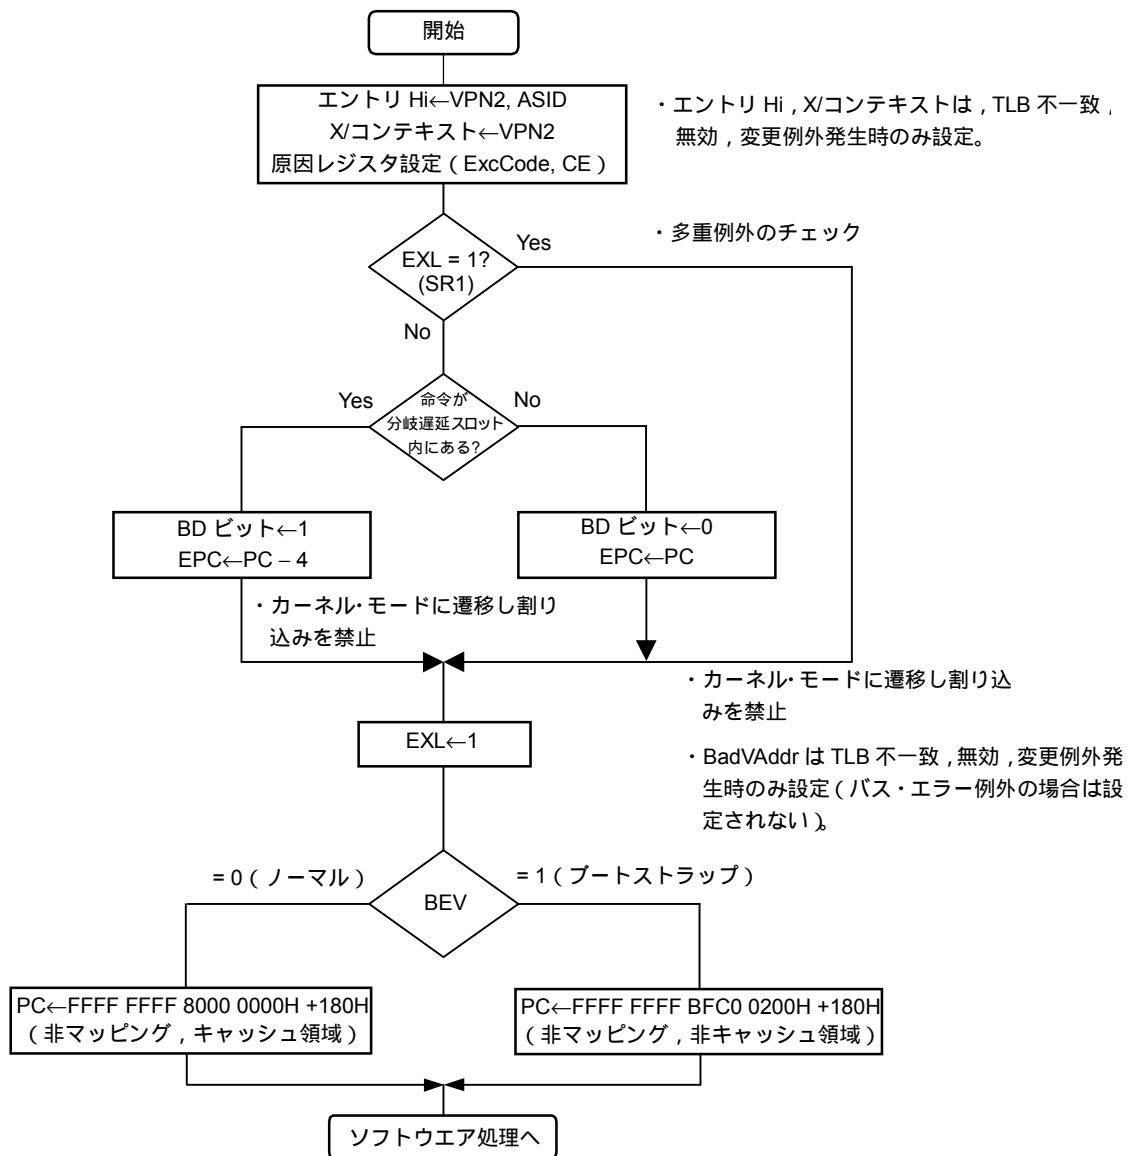 開始
エントリ Hi←VPN2, ASID
X/コンテキスト←VPN2
原因レジスタ設定（ExcCode, CE）
・エントリ Hi , X/コンテキストは , TLB 不一致 ,
無効 , 変更例外発生時のみ設定。
EXL = 1?
(SR1)
Yes
・多重例外のチェック
No
命令が
分岐遅延スロット
内にある?
Yes
No
BD ビット←1
EPC←PC – 4
BD ビット←0
EPC←PC
・カーネル・モードに遷移し割り
込みを禁止
・カーネル・モードに遷移し割り込
みを禁止
EXL←1
・BadVAddr は TLB 不一致 , 無効 , 変更例外発
生時のみ設定（バス・エラー例外の場合は設
定されない）。
= 0（ノーマル）
BEV
= 1（ブートストラップ）
PC←FFFF FFFF 8000 0000H +180H
（非マッピング , キャッシュ領域）
PC←FFFF FFFF BFC0 0200H +180H
（非マッピング , 非キャッシュ領域）
ソフトウエア処理へ